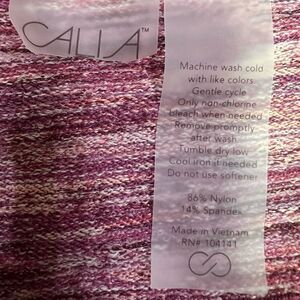 CALIA™
Machine wash cold
with like colors
Gentle cycle
Only non-chlorine
bleach when needed
Remove promptly
after wash
Tumble dry low
Cool iron if needed
Do not use softener
86% Nylon
14% Spandex
Made in Vietnam
RN# 104141